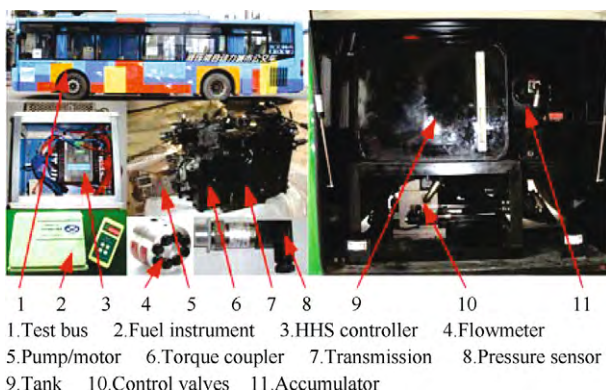 1 2 3 4 5 6 7 8 9 10 11
1.Test bus 2.Fuel instrument 3.HHS controller 4.Flowmeter
5.Pump/motor 6.Torque coupler 7.Transmission 8.Pressure sensor
9.Tank 10.Control valves 11.Accumulator